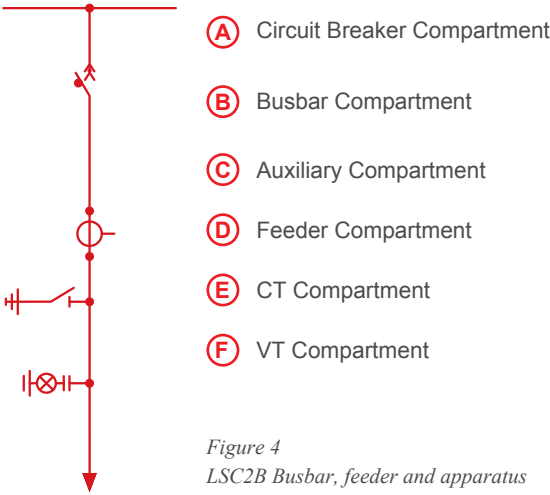 A Circuit Breaker Compartment
B Busbar Compartment
C Auxiliary Compartment
D Feeder Compartment
E CT Compartment
F VT Compartment
Figure 4
LSC2B Busbar, feeder and apparatus